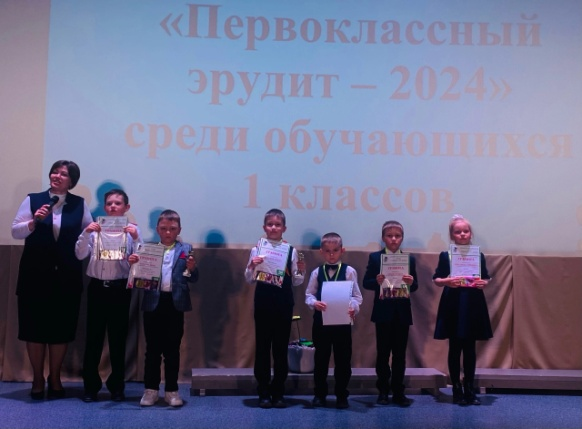 «Первоклассный
эрудит – 2024»
среди обучающихся
1 классов